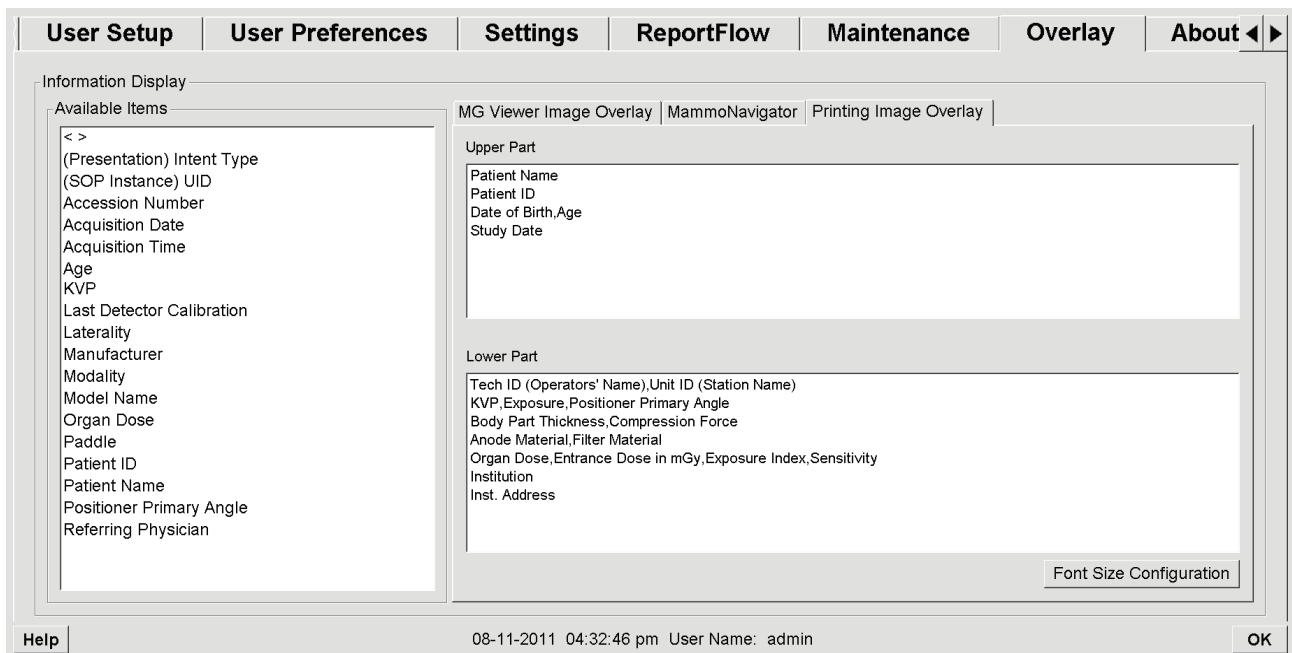 User Setup User Preferences Settings ReportFlow Maintenance Overlay About
Information Display
Available Items
< >
(Presentation) Intent Type
(SOP Instance) UID
Accession Number
Acquisition Date
Acquisition Time
Age
KVP
Last Detector Calibration
Laterality
Manufacturer
Modality
Model Name
Organ Dose
Paddle
Patient ID
Patient Name
Positioner Primary Angle
Referring Physician
MG Viewer Image Overlay MammoNavigator Printing Image Overlay
Upper Part
Patient Name
Patient ID
Date of Birth,Age
Study Date
Lower Part
Tech ID (Operators' Name),Unit ID (Station Name)
KVP,Exposure,Positioner Primary Angle
Body Part Thickness,Compression Force
Anode Material,Filter Material
Organ Dose,Entrance Dose in mGy,Exposure Index,Sensitivity
Institution
Inst. Address
Font Size Configuration
Help 08-11-2011 04:32:46 pm User Name: admin OK